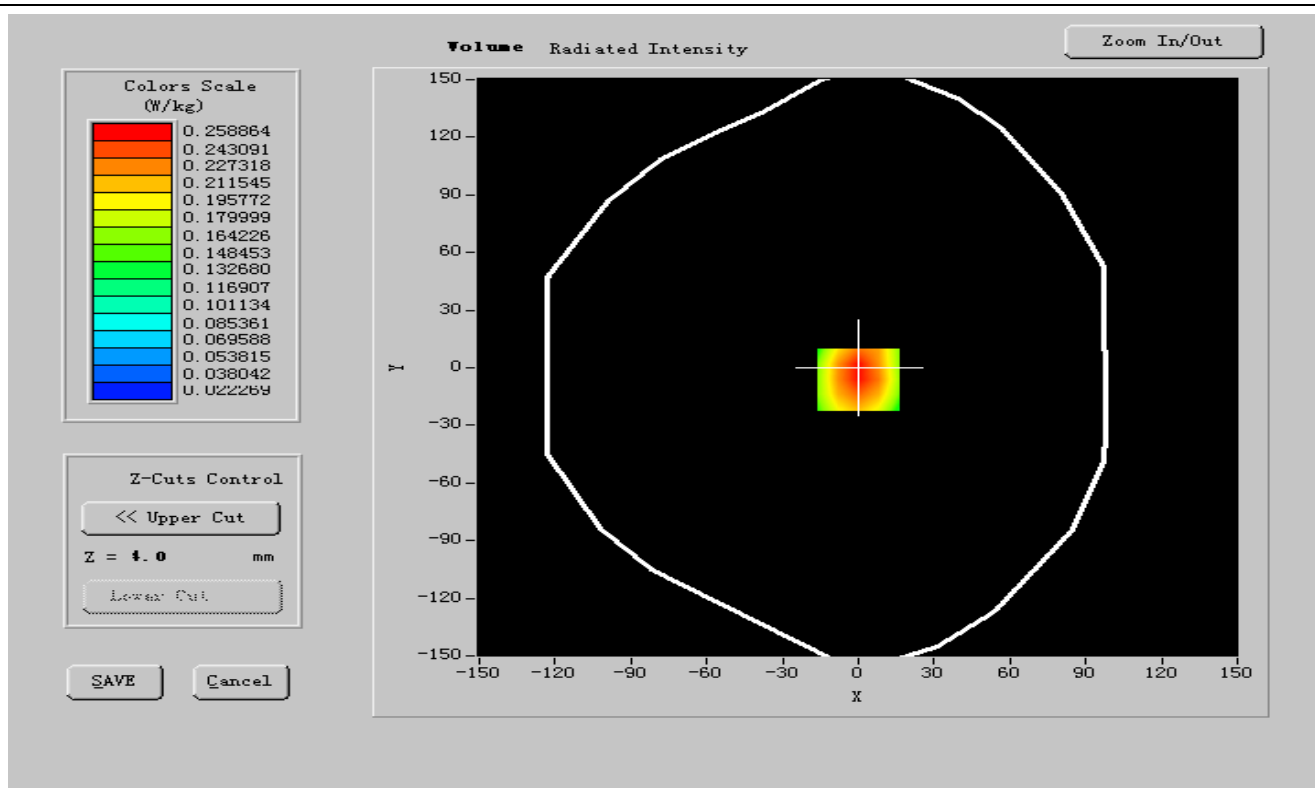 Volume Radiated Intensity
Zoom In/Out
Colors Scale
(W/kg)
0.258864
0.243091
0.227318
0.211545
0.195772
0.179999
0.164226
0.148453
0.132680
0.116907
0.101134
0.085361
0.069588
0.053815
0.038042
0.022269
Z-Cuts Control
<< Upper Cut
Z = 4.0 mm
Lower Cut
SAVE
Cancel
150
120
90
60
30
0
-30
-60
-90
-120
-150
Y
-150 -120 -90 -60 -30 0 30 60 90 120 150
X